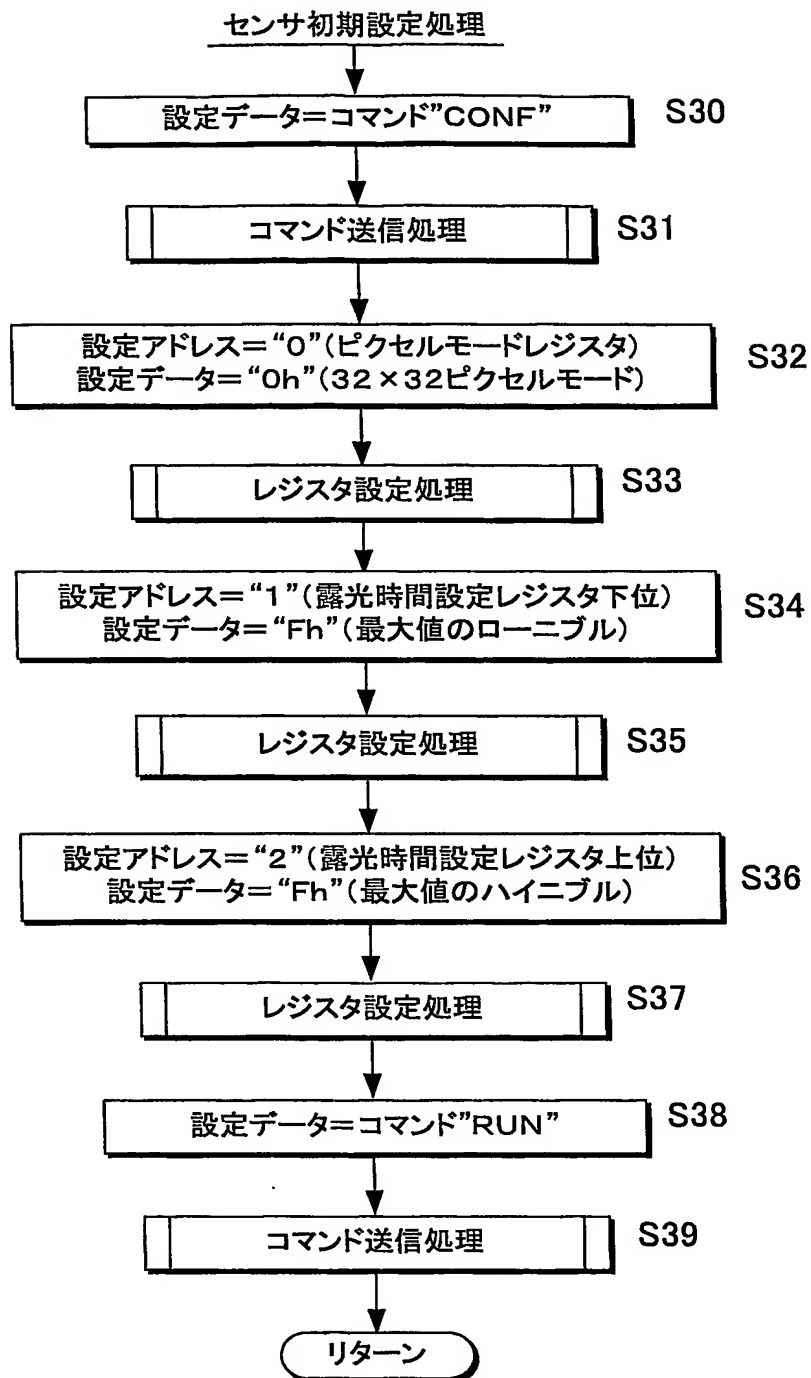 センサ初期設定処理
設定データ=コマンド”CONF” S30
コマンド送信処理 S31
設定アドレス=“0”(ピクセルモードレジスタ)
設定データ=“0h”(32×32ピクセルモード) S32
レジスタ設定処理 S33
設定アドレス=“1”(露光時間設定レジスタ下位)
設定データ=“Fh”(最大値のローニブル) S34
レジスタ設定処理 S35
設定アドレス=“2”(露光時間設定レジスタ上位)
設定データ=“Fh”(最大値のハイニブル) S36
レジスタ設定処理 S37
設定データ=コマンド”RUN” S38
コマンド送信処理 S39
リターン